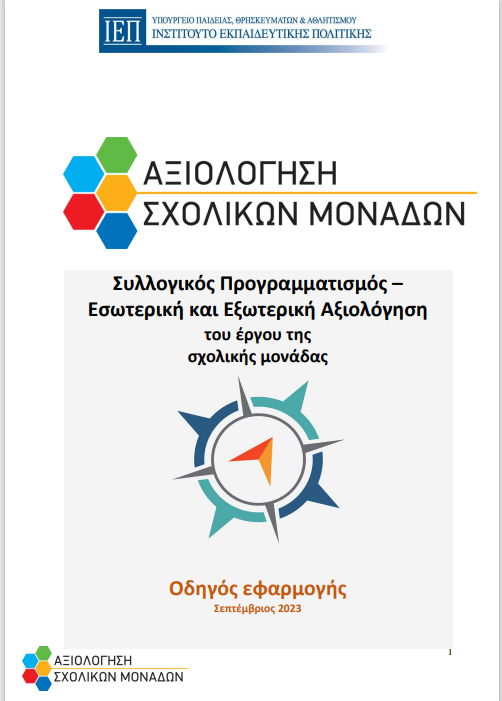 ΙΕΠ
ΥΠΟΥΡΓΕΙΟ ΠΑΙΔΕΙΑΣ, ΘΡΗΣΚΕΥΜΑΤΩΝ & ΑΘΛΗΤΙΣΜΟΥ
ΙΝΣΤΙΤΟΥΤΟ ΕΚΠΑΙΔΕΥΤΙΚΗΣ ΠΟΛΙΤΙΚΗΣ
ΑΞΙΟΛΟΓΗΣΗ
ΣΧΟΛΙΚΩΝ ΜΟΝΑΔΩΝ
Συλλογικός Προγραμματισμός –
Εσωτερική και Εξωτερική Αξιολόγηση
του έργου της
σχολικής μονάδας
Οδηγός εφαρμογής
Σεπτέμβριος 2023
1
ΑΞΙΟΛΟΓΗΣΗ
ΣΧΟΛΙΚΩΝ ΜΟΝΑΔΩΝ